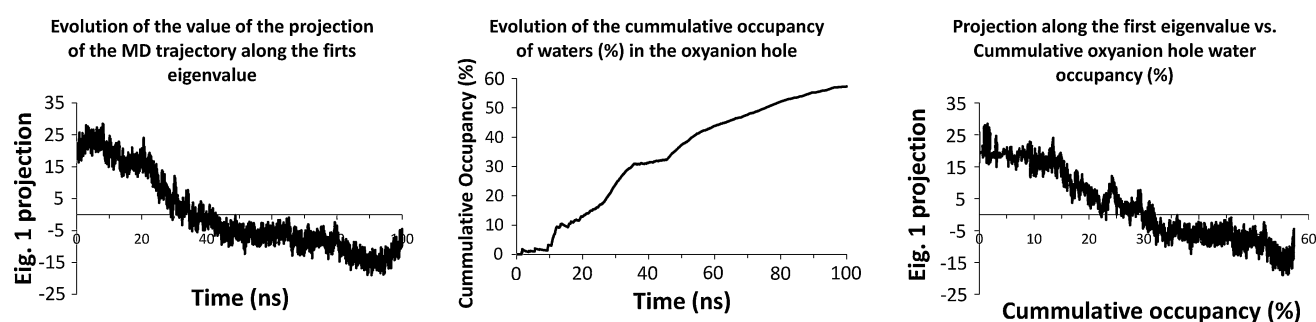 Evolution of the value of the projection
of the MD trajectory along the firts
eigenvalue
35
25
15
5
-5
-15
-25
0
20
40
60
80
100
Eig. 1 projection
Time (ns)
Evolution of the cummulative occupancy
of waters (%) in the oxyanion hole
60
50
40
30
20
10
0
0
20
40
60
80
100
Cummulative Occupancy (%)
Time (ns)
Projection along the first eigenvalue vs.
Cummulative oxyanion hole water
occupancy (%)
35
25
15
5
-5
-15
-25
0
10
20
30
60
Eig. 1 projection
Cummulative occupancy (%)